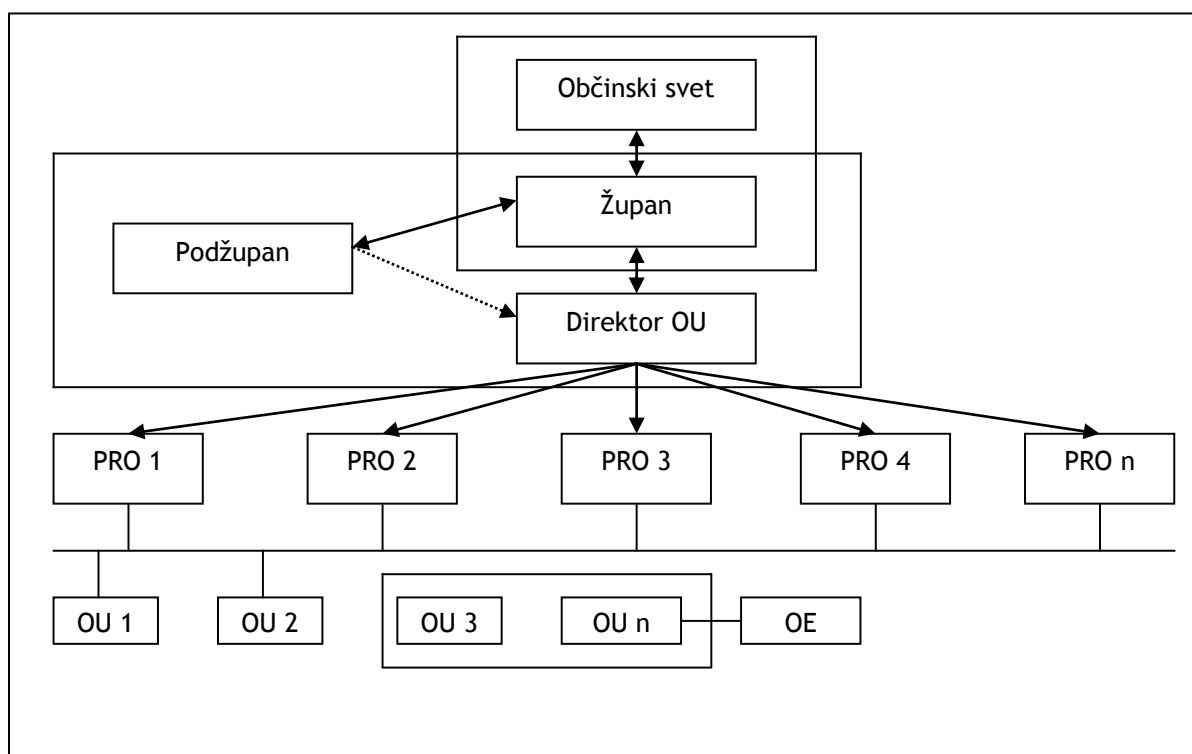 Občinski svet
Župan
Podžupan
Direktor OU
PRO 1
PRO 2
PRO 3
PRO 4
PRO n
OU 1
OU 2
OU 3
OU n
OE